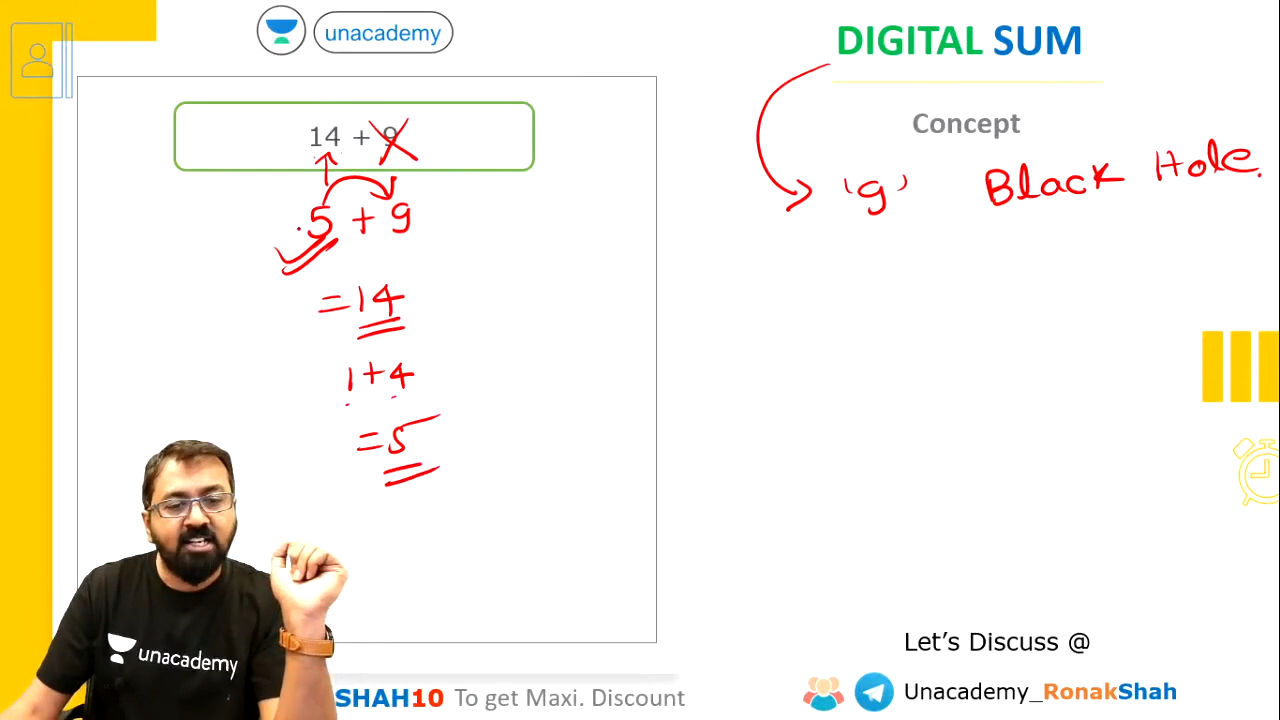 unacademy
DIGITAL SUM
Concept
14 + 9
'9' Black Hole.
5 + 9
= 14
1 + 4
= 5
unacademy
Let's Discuss @
SHAH10 To get Maxi. Discount
Unacademy_RonakShah